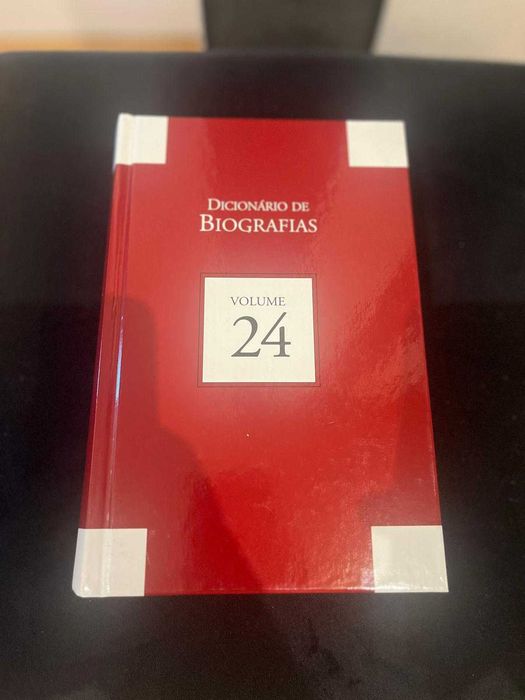 DICIONÁRIO DE
BIOGRAFIAS
VOLUME
24